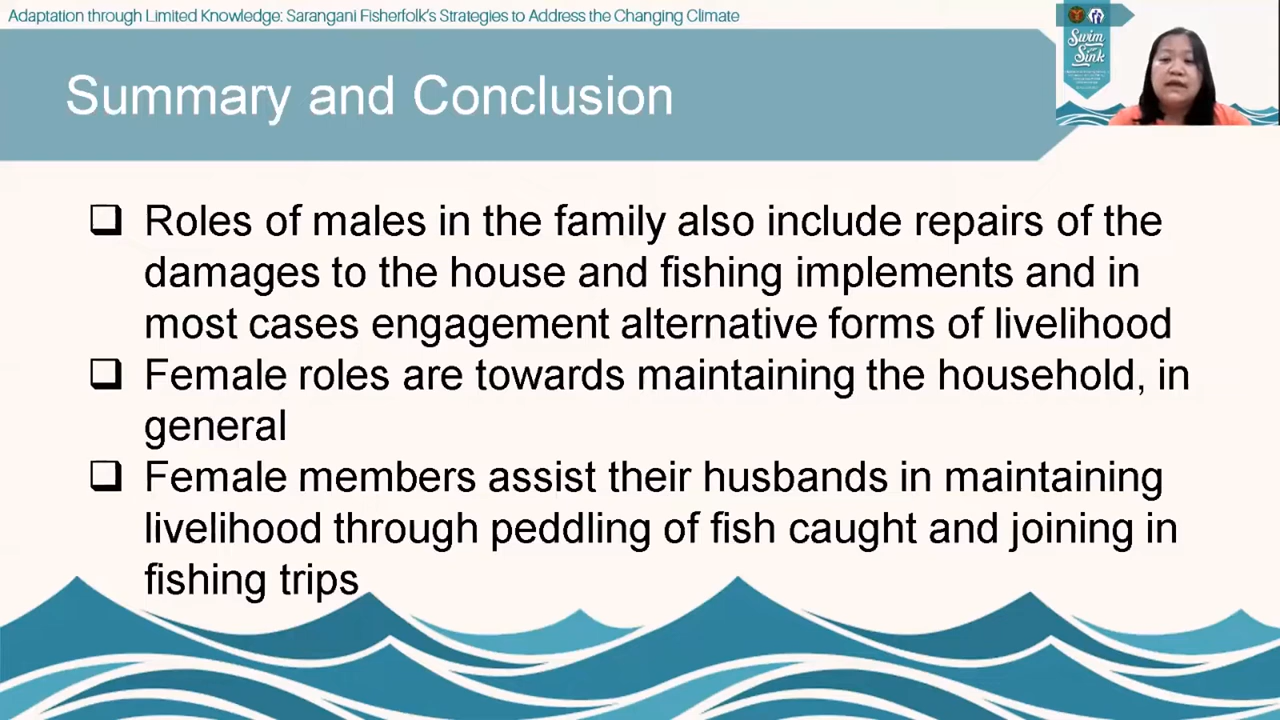 Adaptation through Limited Knowledge: Sarangani Fisherfolk's Strategies to Address the Changing Climate
Swim
Sink
Summary and Conclusion
Roles of males in the family also include repairs of the
damages to the house and fishing implements and in
most cases engagement alternative forms of livelihood
Female roles are towards maintaining the household, in
general
Female members assist their husbands in maintaining
livelihood through peddling of fish caught and joining in
fishing trips